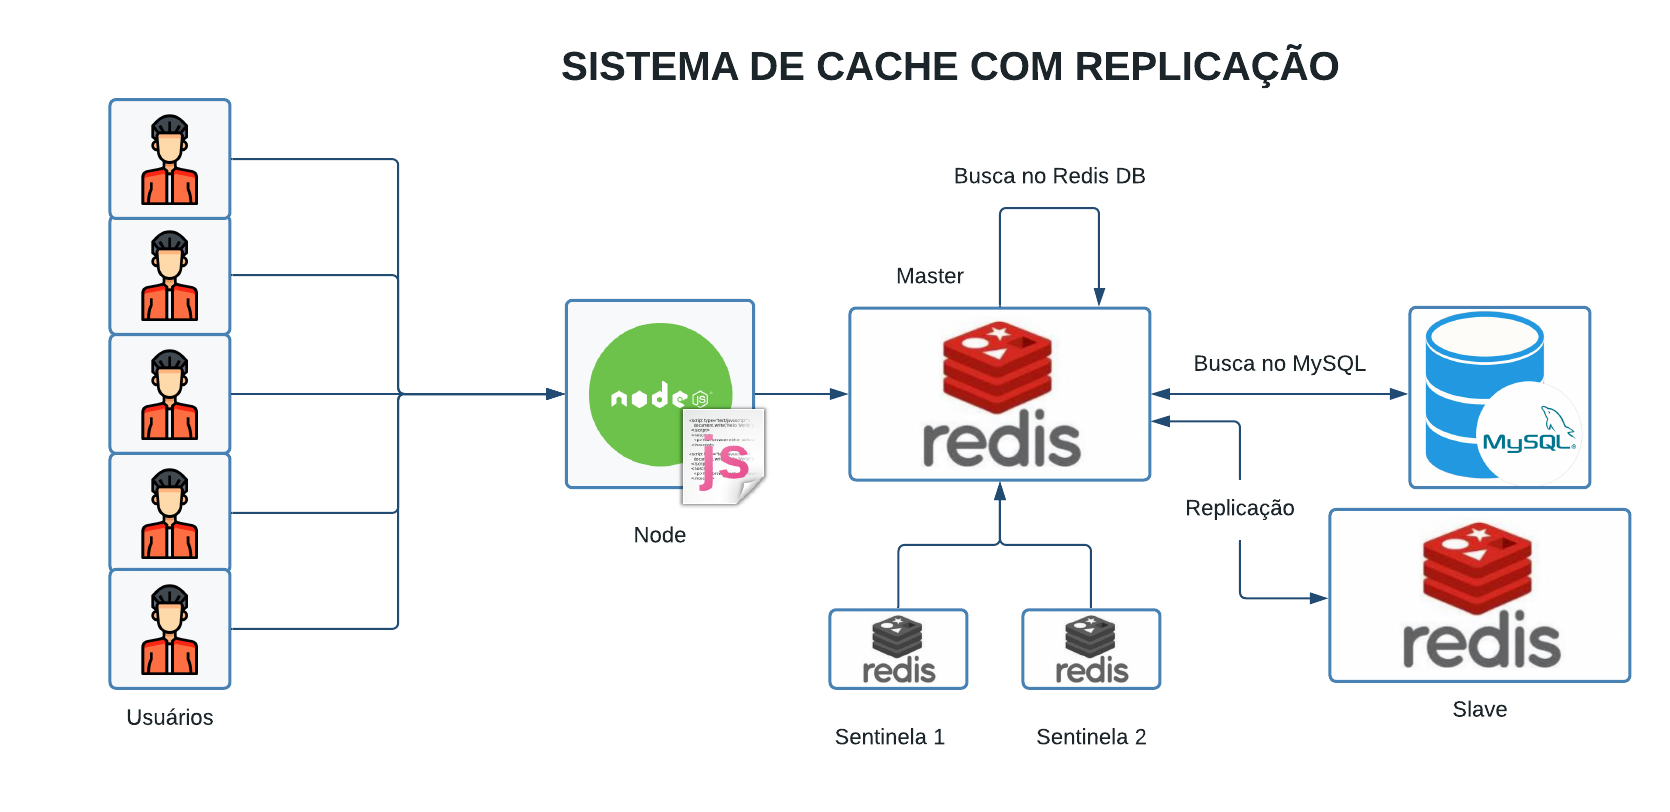 SISTEMA DE CACHE COM REPLICAÇÃO
Busca no Redis DB
Master
node
JS
js
Node
redis
Busca no MySQL
MySQL®
Replicação
redis
Slave
redis
redis
Sentinela 1
Sentinela 2
Usuários